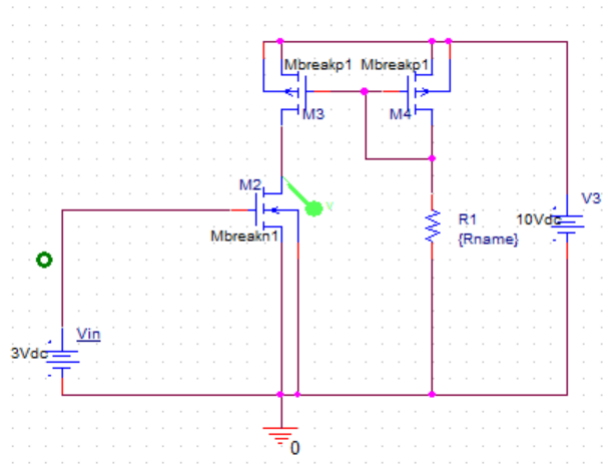 Mbreakp1 Mbreakp1
M3 M4
M2
V3
R1 10Vdc
{Rname}
Mbreakn1
V
Vin
3Vdc
0